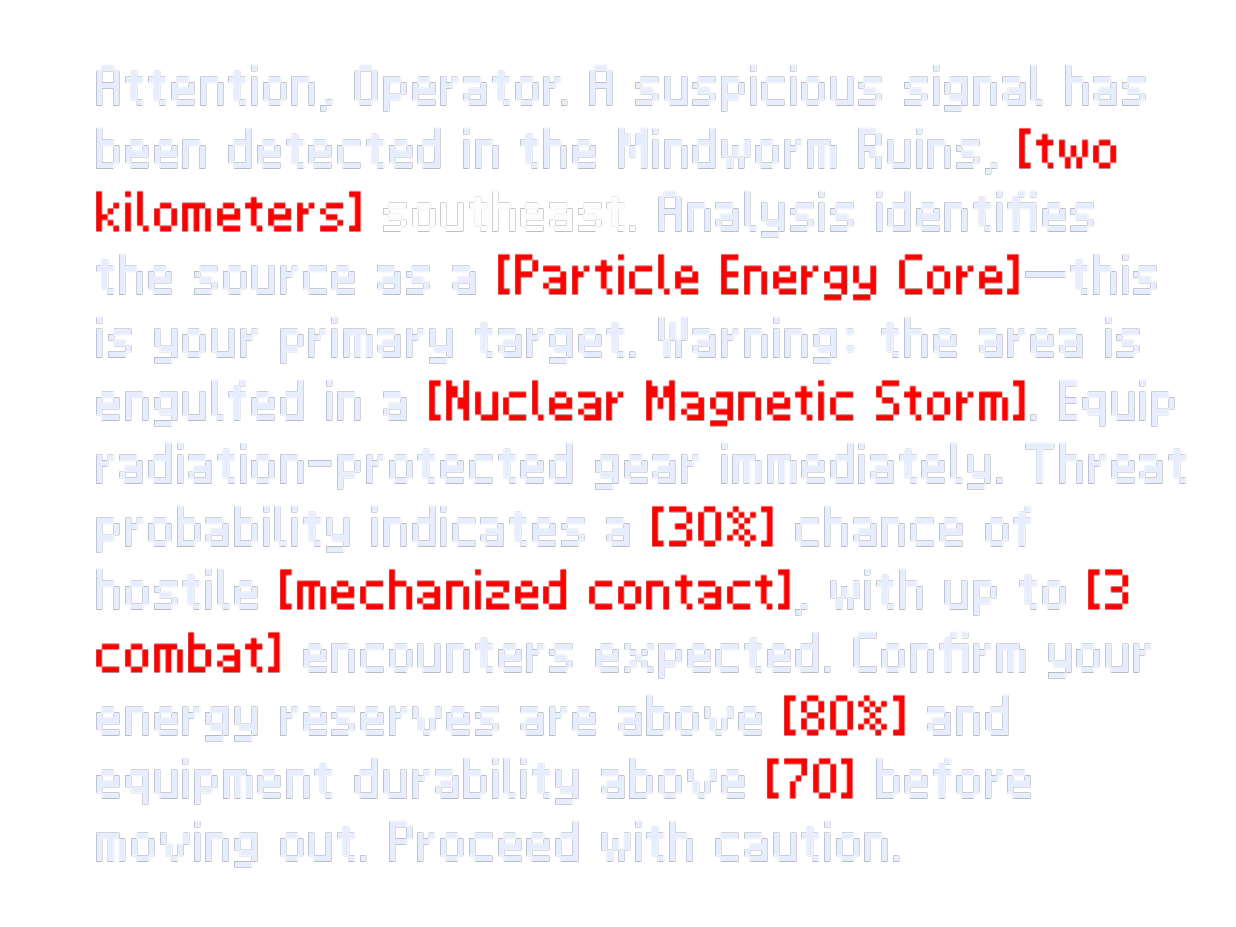 Attention, Operator. A suspicious signal has
been detected in the Mindworm Ruins, [two
kilometers] southeast. Analysis identifies
the source as a [Particle Energy Core]—this
is your primary target. Warning: the area is
engulfed in a [Nuclear Magnetic Storm]. Equip
radiation-protected gear immediately. Threat
probability indicates a [30%] chance of
hostile [mechanized contact], with up to [3
combat] encounters expected. Confirm your
energy reserves are above [80%] and
equipment durability above [70] before
moving out. Proceed with caution.